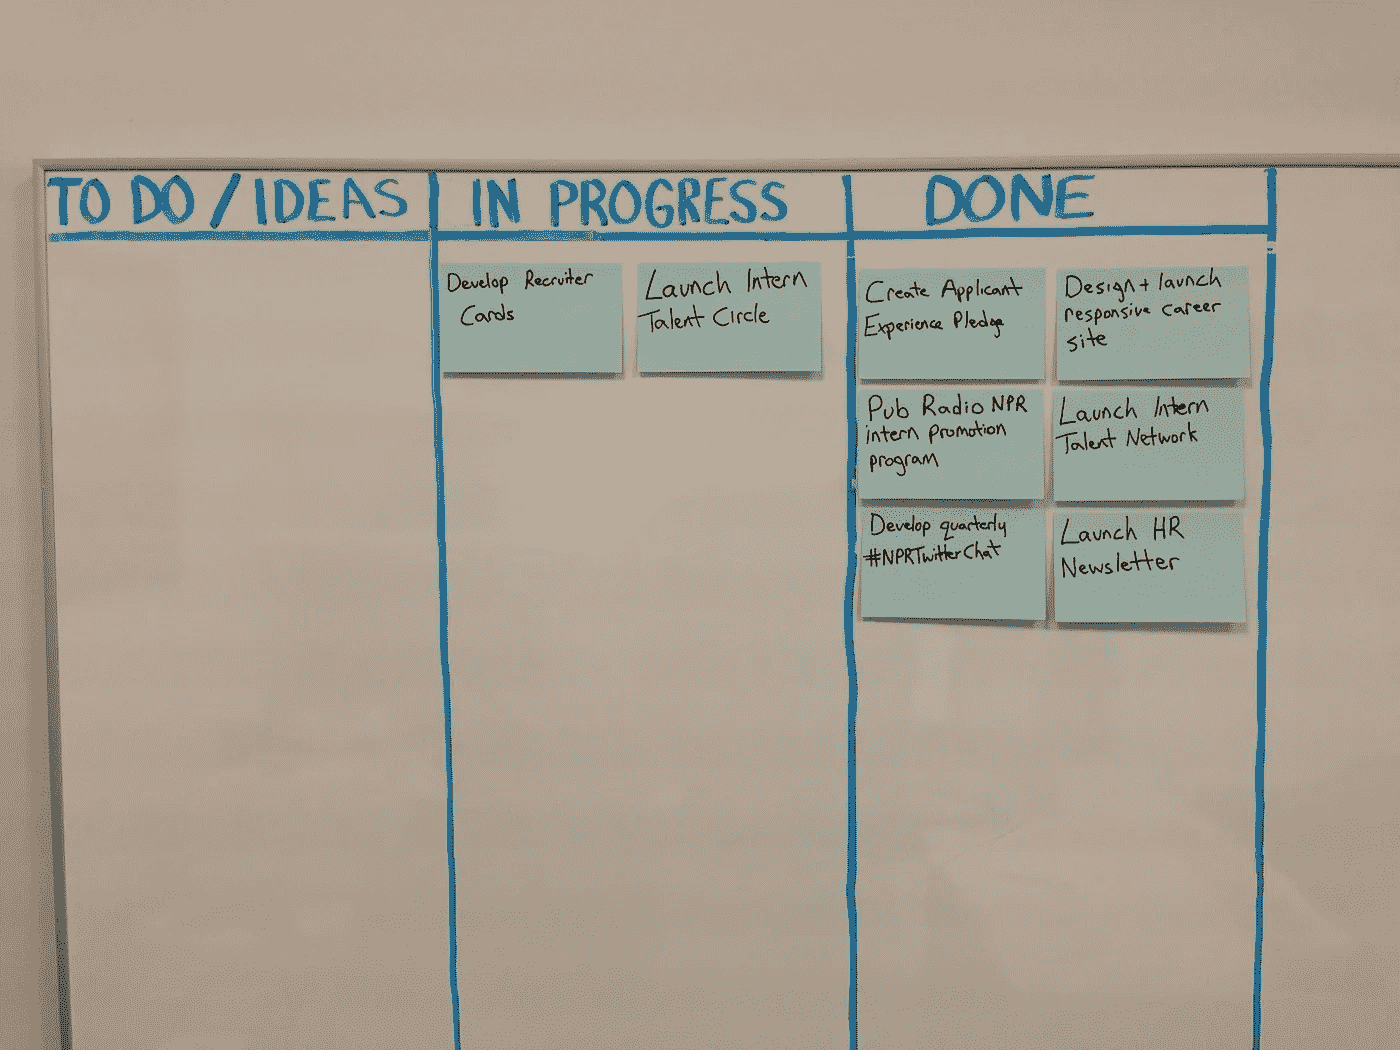 TO DO / IDEAS
IN PROGRESS
DONE
Develop Recruiter
Cards
Launch Intern
Talent Circle
Create Applicant
Experience Pledge
Design + launch
responsive career
site
Pub Radio NPR
intern promotion
program
Launch Intern
Talent Network
Develop quarterly
#NPRTwitterChat
Launch HR
Newsletter